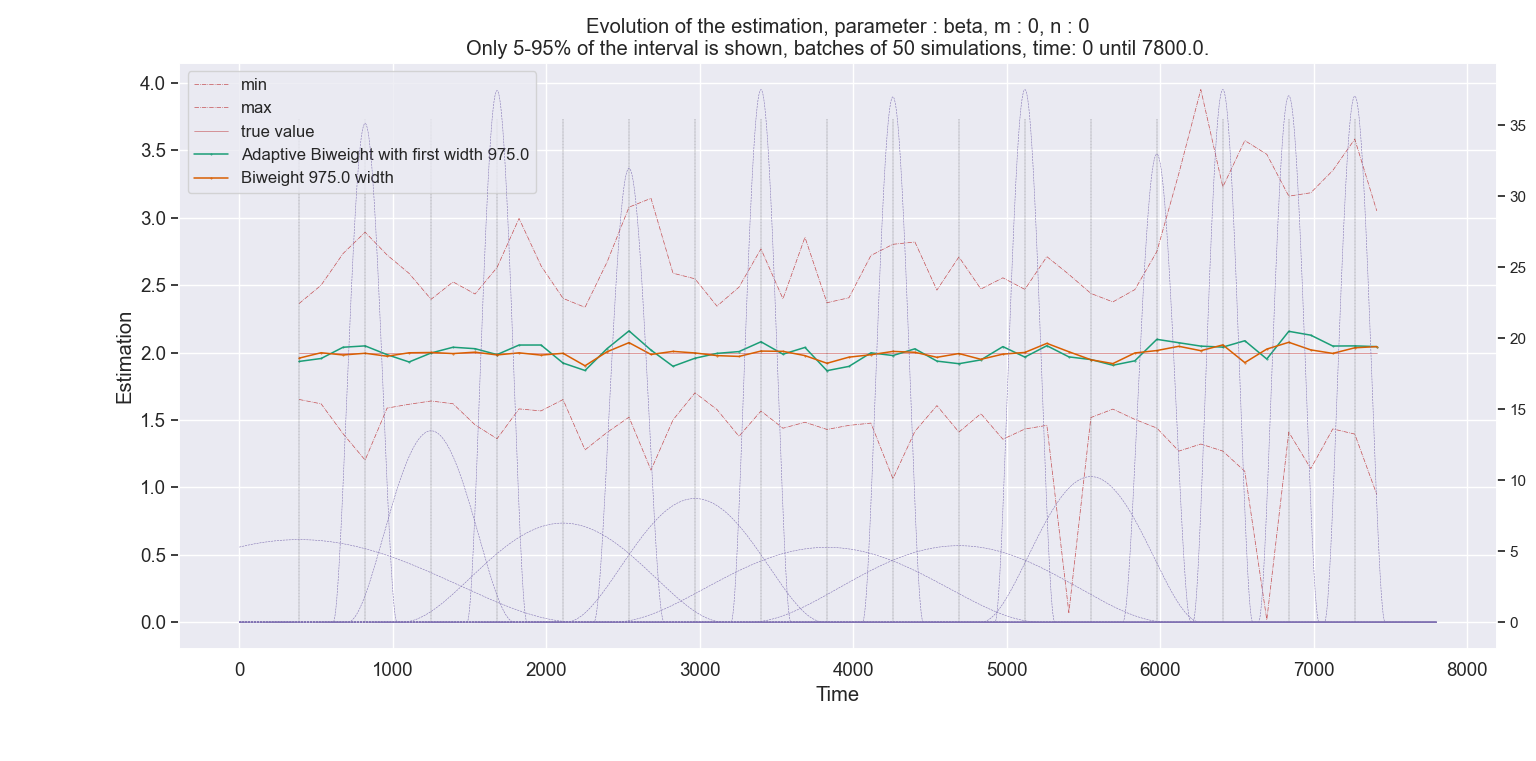 Evolution of the estimation, parameter : beta, m : 0, n : 0
Only 5-95% of the interval is shown, batches of 50 simulations, time: 0 until 7800.0.
min
max
true value
Adaptive Biweight with first width 975.0
Biweight 975.0 width
Estimation
4.0
3.5
3.0
2.5
2.0
1.5
1.0
0.5
0.0
35
30
25
20
15
10
5
0
0 1000 2000 3000 4000 5000 6000 7000 8000
Time